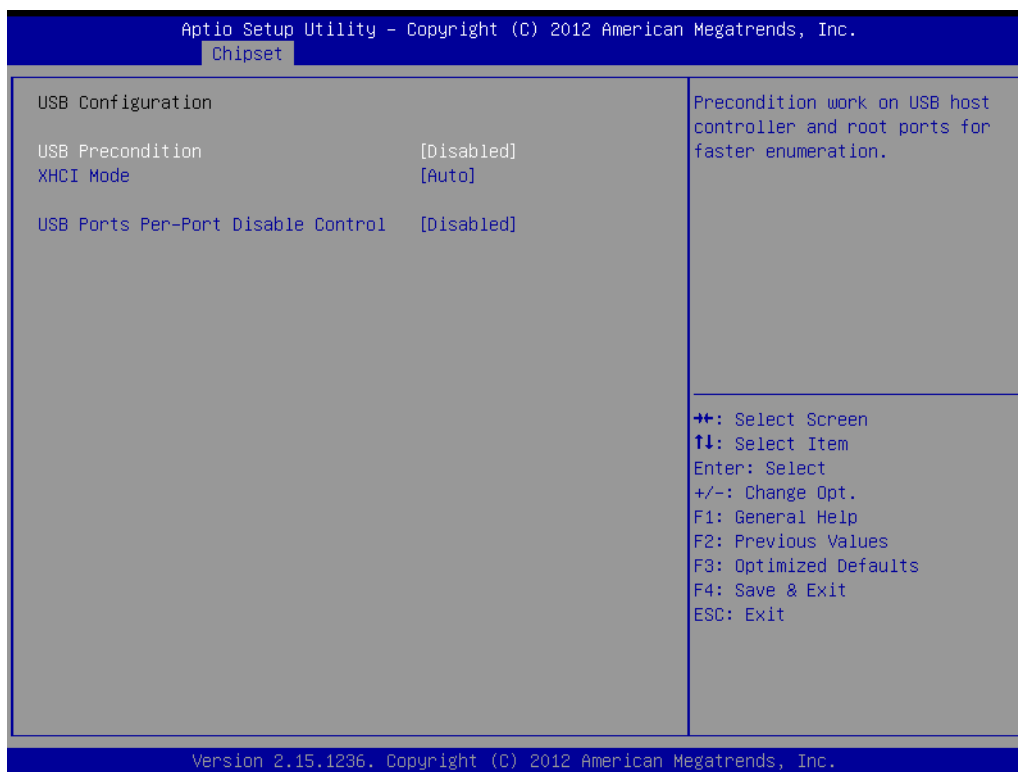 Aptio Setup Utility – Copyright (C) 2012 American Megatrends, Inc.
Chipset
USB Configuration
USB Precondition [Disabled]
XHCI Mode [Auto]
USB Ports Per-Port Disable Control [Disabled]
Precondition work on USB host
controller and root ports for
faster enumeration.
→←: Select Screen
↑↓: Select Item
Enter: Select
+/-: Change Opt.
F1: General Help
F2: Previous Values
F3: Optimized Defaults
F4: Save & Exit
ESC: Exit
Version 2.15.1236. Copyright (C) 2012 American Megatrends, Inc.